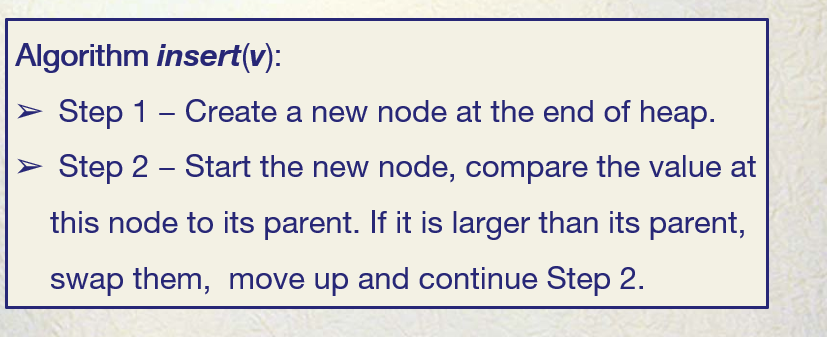 Algorithm insert(v):
➢ Step 1 – Create a new node at the end of heap.
➢ Step 2 – Start the new node, compare the value at
this node to its parent. If it is larger than its parent,
swap them, move up and continue Step 2.